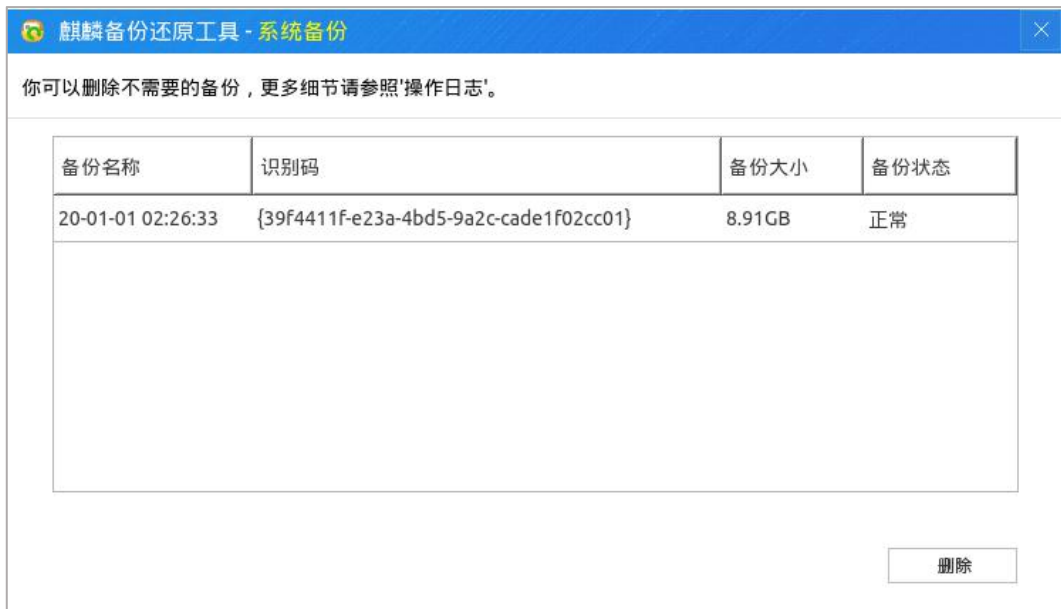 麒麟备份还原工具 - 系统备份
你可以删除不需要的备份，更多细节请参照'操作日志'。
备份名称 识别码 备份大小 备份状态
20-01-01 02:26:33 {39f4411f-e23a-4bd5-9a2c-cade1f02cc01} 8.91GB 正常
删除